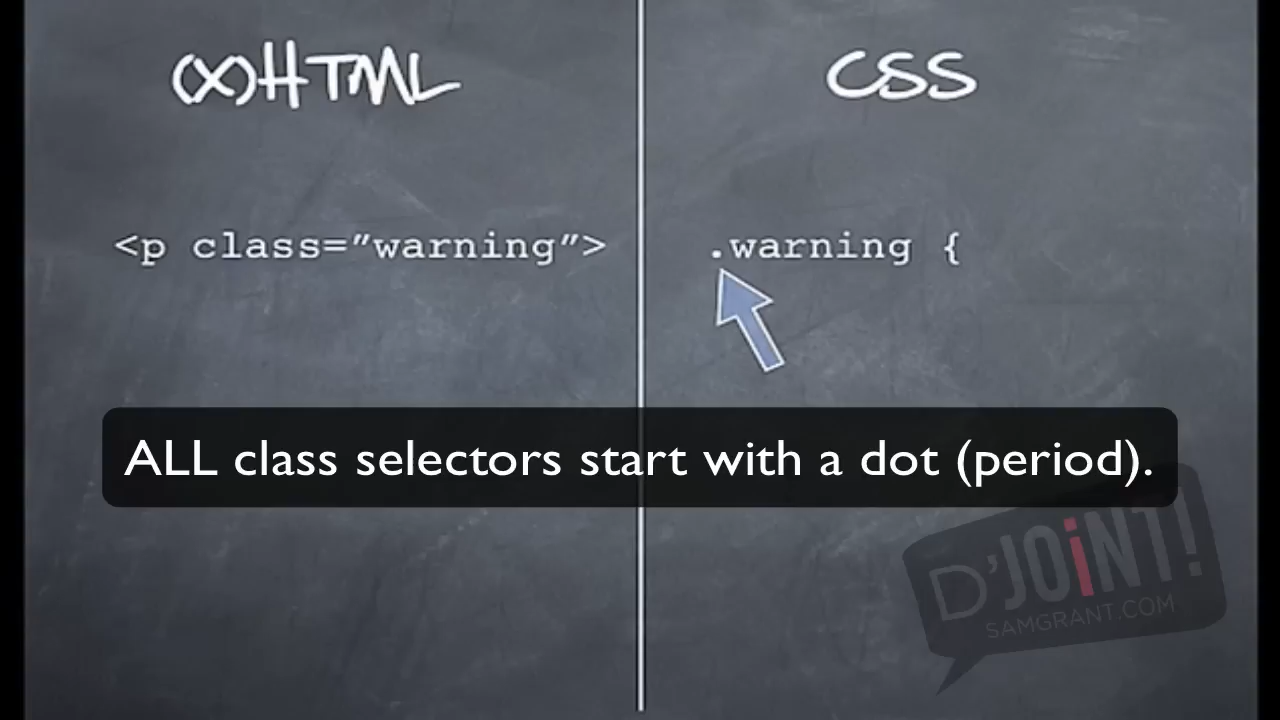 (x)HTML
CSS
<p class=”warning”>
.warning {
ALL class selectors start with a dot (period).
D'JOiNT!
SAMGRANT.COM